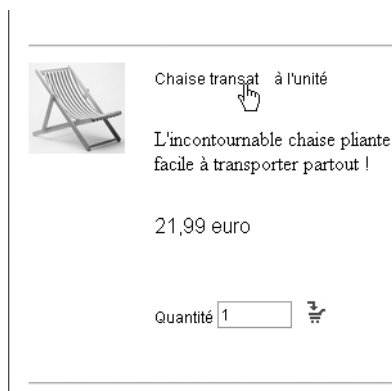 Chaise transat à l'unité
L'incontournable chaise pliante
facile à transporter partout !
21,99 euro
Quantité 1